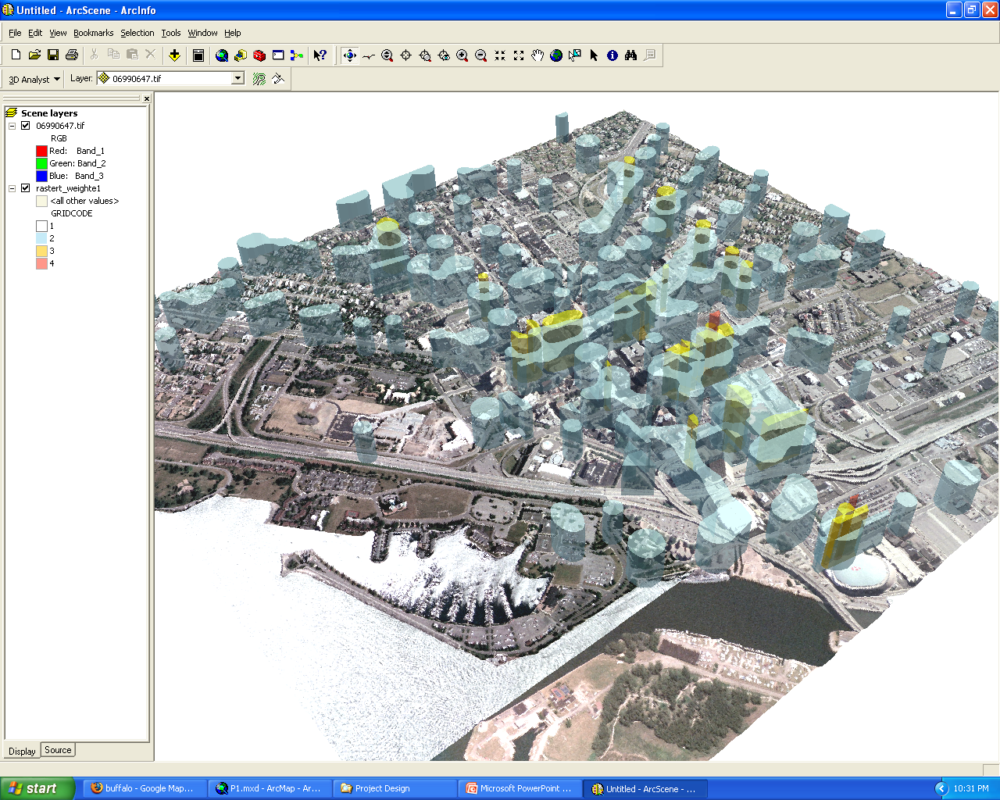 Untitled - ArcScene - ArcInfo
File Edit View Bookmarks Selection Tools Window Help
3D Analyst Layer: 06990647.tif
Scene layers
06990647.tif
RGB
Red: Band_1
Green: Band_2
Blue: Band_3
rastert_weighte1
<all other values>
GRIDCODE
1
2
3
4
Display Source
start buffalo - Google Map... P1.mxd - ArcMap - Ar... Project Design Microsoft PowerPoint ... Untitled - ArcScene - ... 10:31 PM